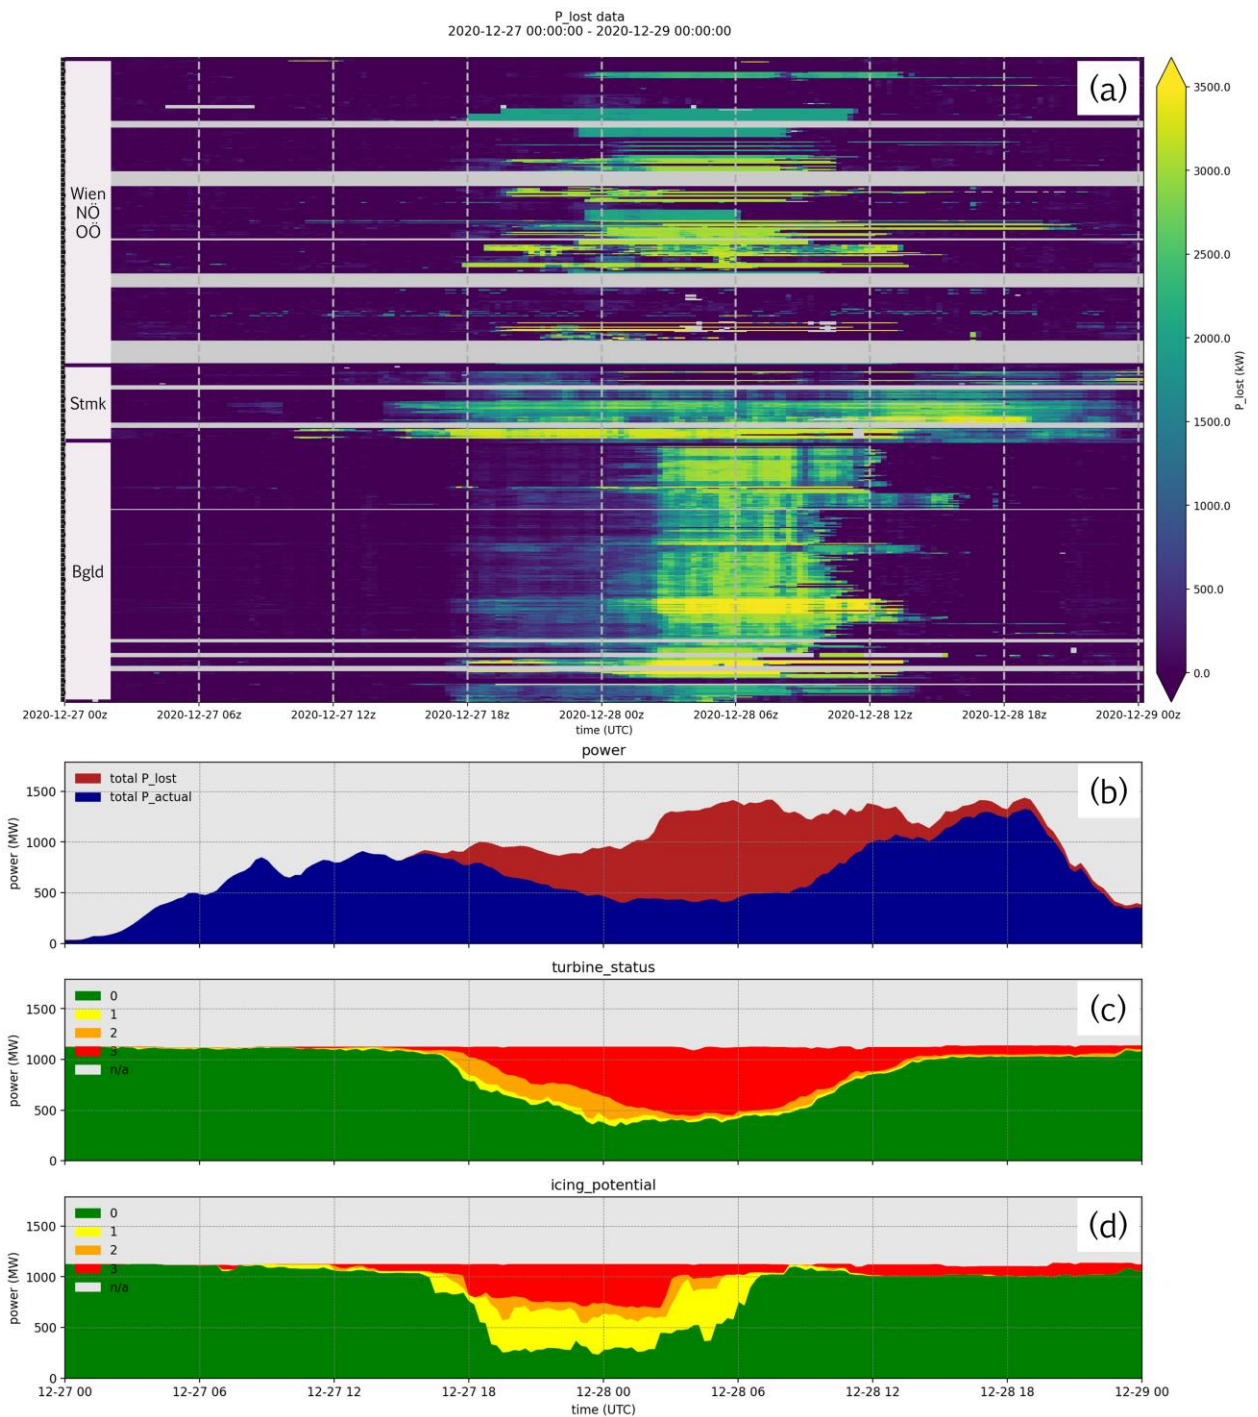 P_lost data
2020-12-27 00:00:00 - 2020-12-29 00:00:00
(a)
Wien
NÖ
OÖ
Stmk
Bgld
3500.0
3000.0
2500.0
2000.0
1500.0
1000.0
500.0
0.0
P_lost (kW)
2020-12-27 00z 2020-12-27 06z 2020-12-27 12z 2020-12-27 18z 2020-12-28 00z 2020-12-28 06z 2020-12-28 12z 2020-12-28 18z 2020-12-29 00z
time (UTC)
power
(b)
total P_lost
total P_actual
1500
1000
500
0
power (MW)
turbine_status
(c)
0
1
2
3
n/a
1500
1000
500
0
power (MW)
icing_potential
(d)
0
1
2
3
n/a
1500
1000
500
0
power (MW)
12-27 00 12-27 06 12-27 12 12-27 18 12-28 00 12-28 06 12-28 12 12-28 18 12-29 00
time (UTC)